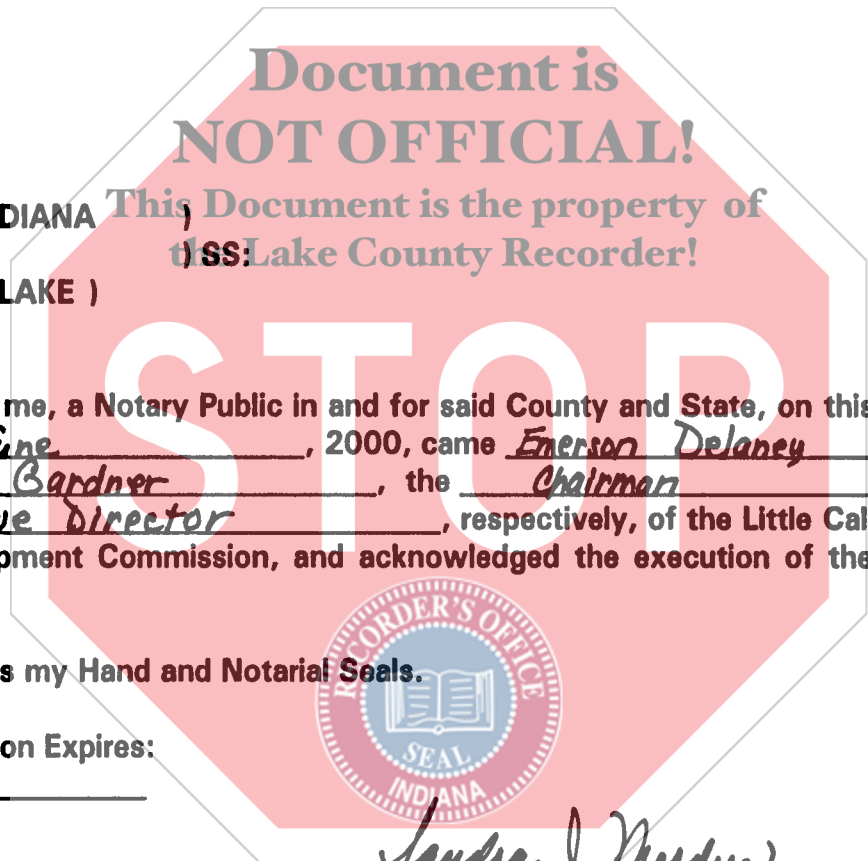 Document is
NOT OFFICIAL!
This Document is the property of
the Lake County Recorder!
DIANA )
) SS:
LAKE )
STOP
me, a Notary Public in and for said County and State, on this
, 2000, came Emerson Delaney
Gardner , the Chairman
Director , respectively, of the Little Cal
pment Commission, and acknowledged the execution of the
s my Hand and Notarial Seals.
on Expires:
RECORDER'S OFFICE
SEAL
INDIANA
Sandra